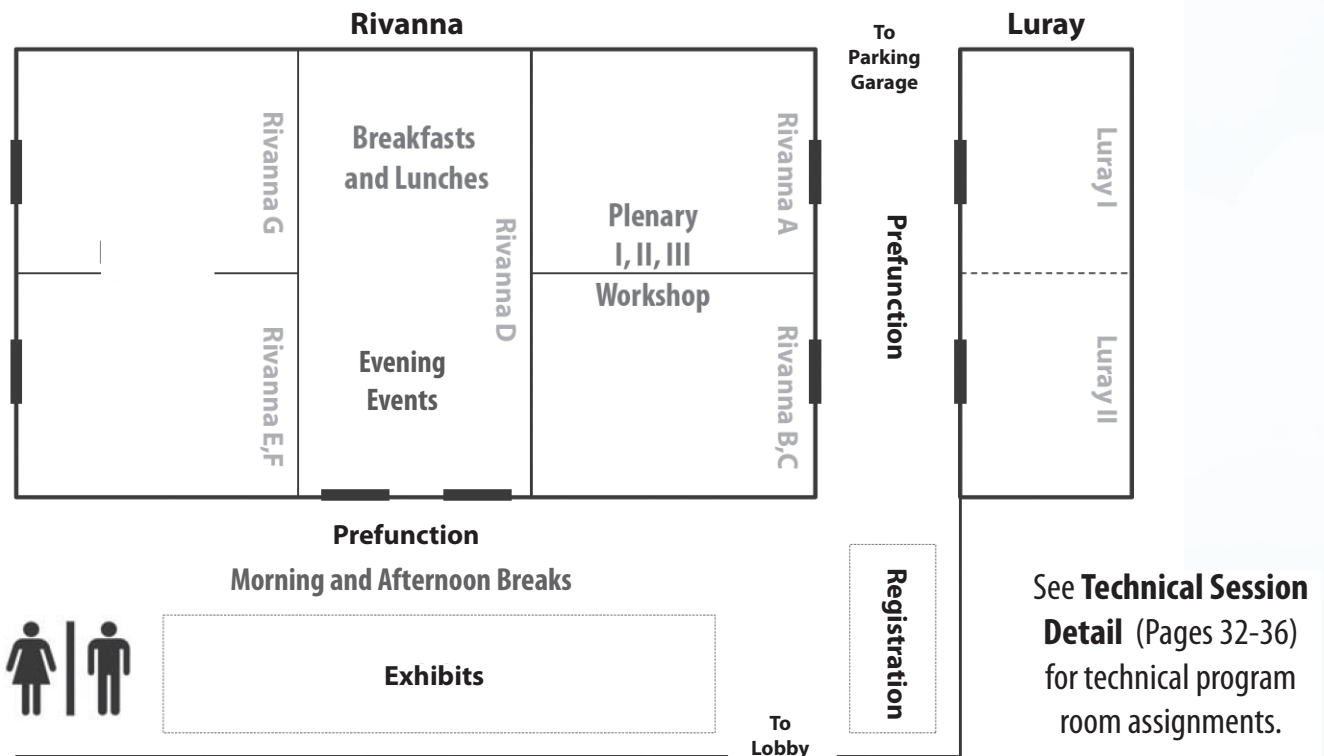 Rivanna
To
Parking
Garage
Luray
Rivanna G
Breakfasts
and Lunches
Rivanna D
Plenary
I, II, III
Workshop
Rivanna A
Prefunction
Luray I
Rivanna E,F
Evening
Events
Rivanna B,C
Luray II
Prefunction
Morning and Afternoon Breaks
Exhibits
Registration
To
Lobby
See Technical Session
Detail (Pages 32-36)
for technical program
room assignments.